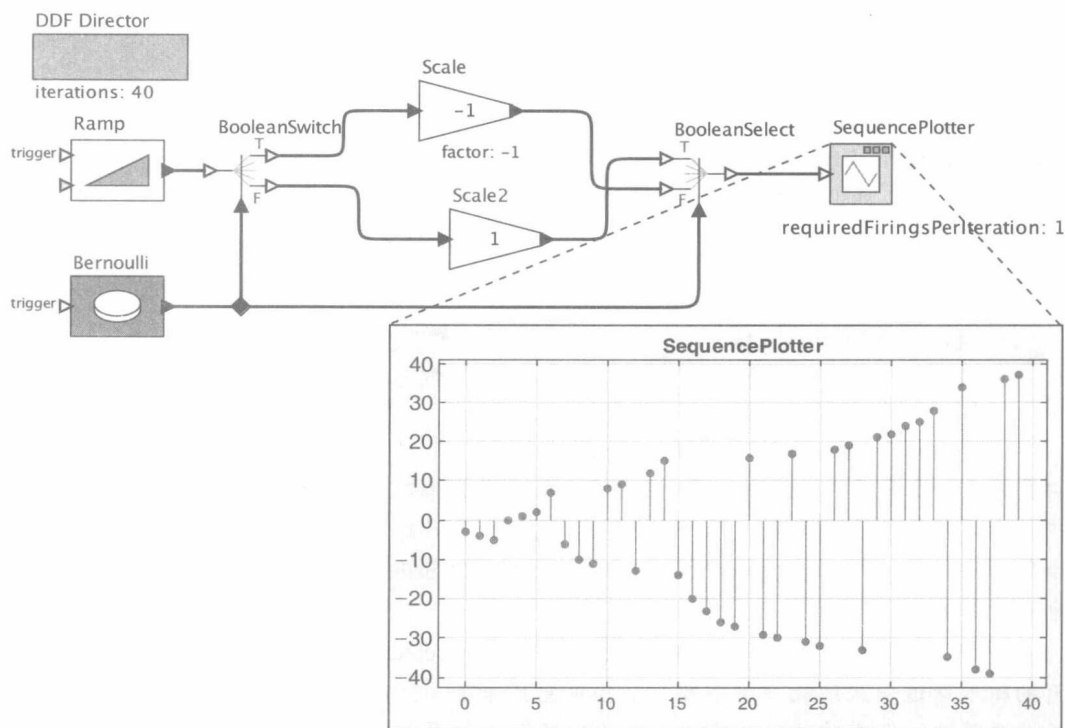 DDF Director
iterations: 40
Ramp
trigger
BooleanSwitch
T
F
Scale
-1
factor: -1
Scale2
1
BooleanSelect
T
F
SequencePlotter
requiredFiringsPerIteration: 1
Bernoulli
trigger
SequencePlotter
40
30
20
10
0
-10
-20
-30
-40
0 5 10 15 20 25 30 35 40